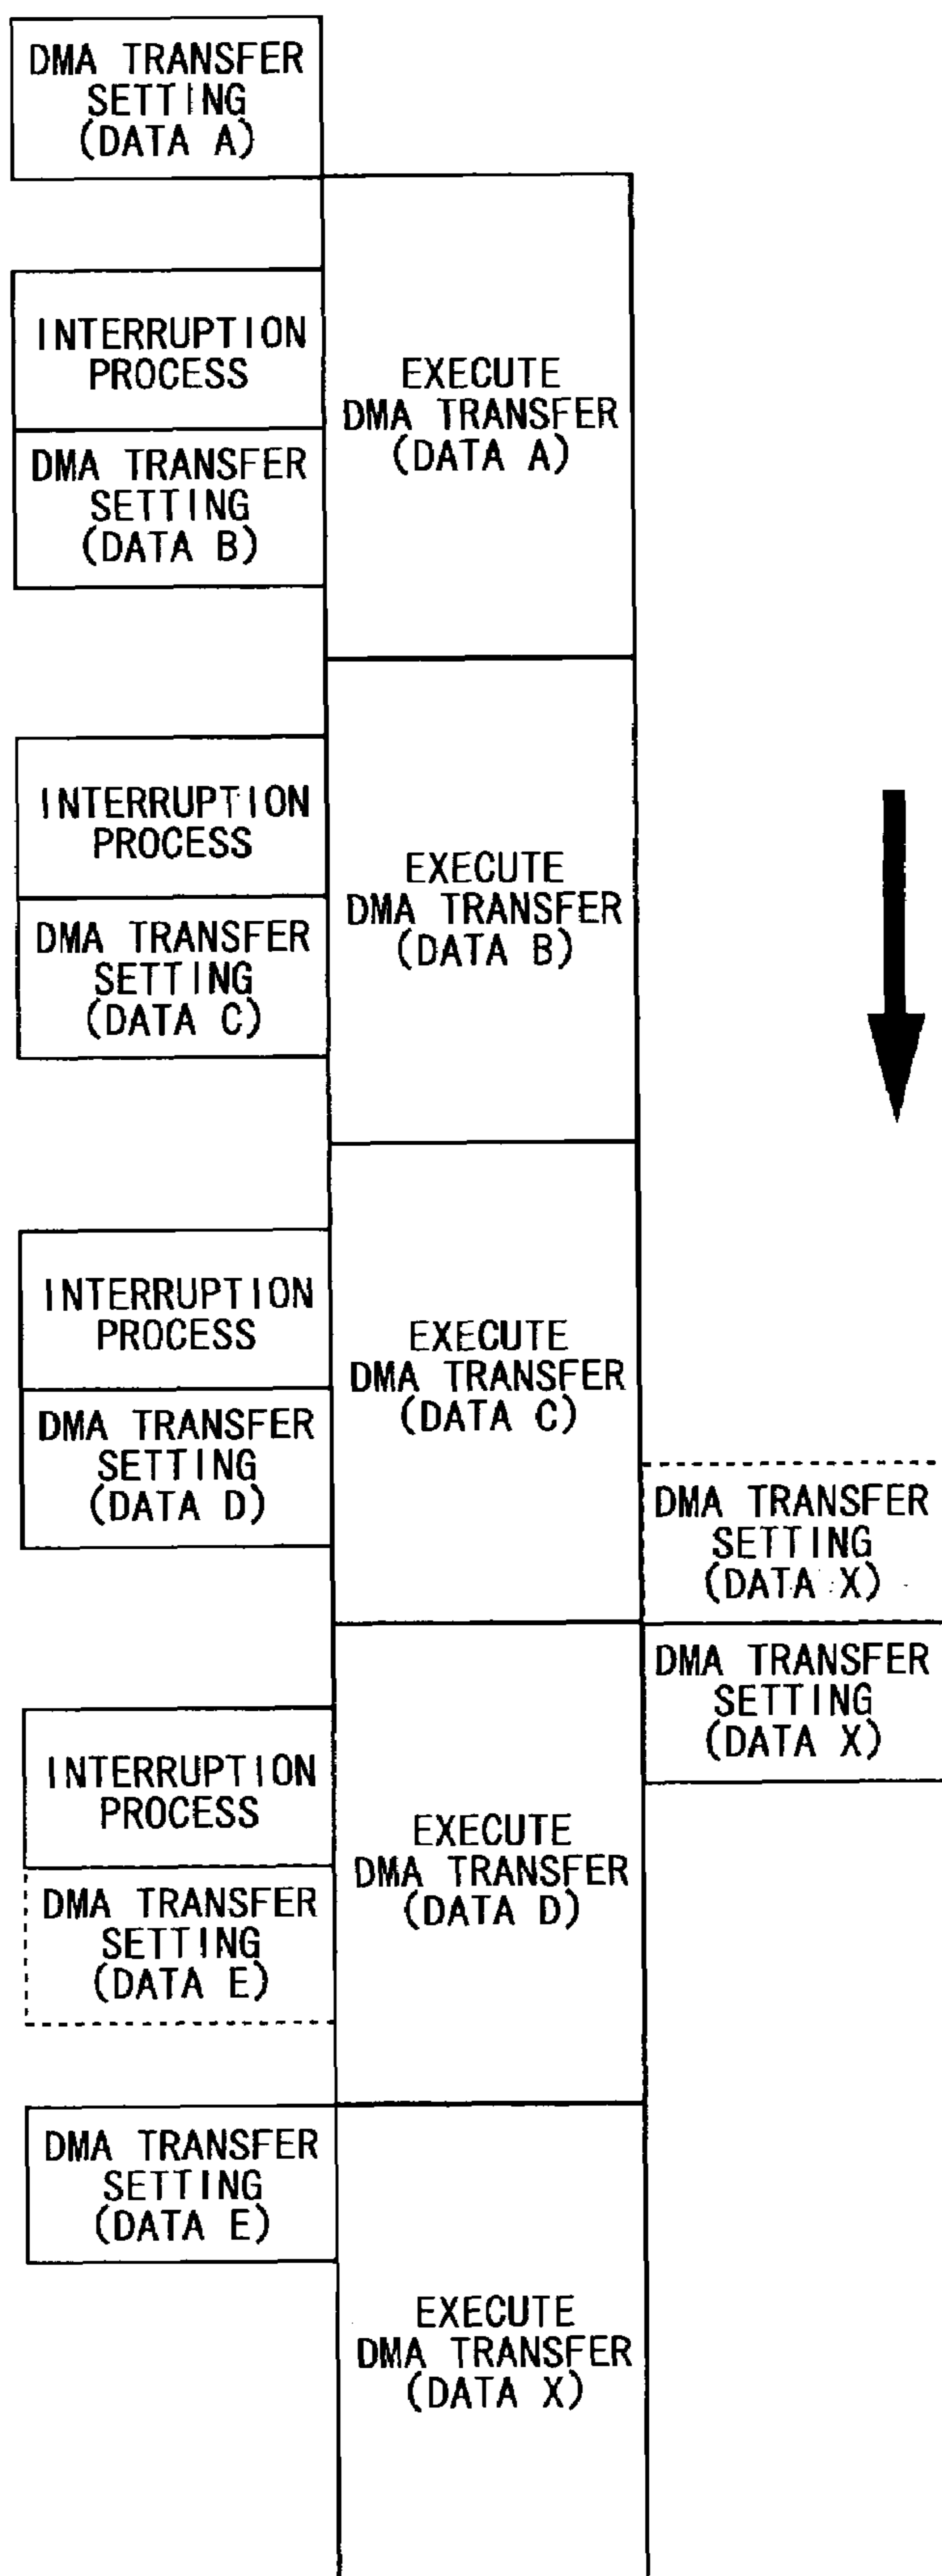 DMA TRANSFER
SETTING
(DATA A)
INTERRUPTION
PROCESS
EXECUTE
DMA TRANSFER
(DATA A)
DMA TRANSFER
SETTING
(DATA B)
INTERRUPTION
PROCESS
EXECUTE
DMA TRANSFER
(DATA B)
DMA TRANSFER
SETTING
(DATA C)
INTERRUPTION
PROCESS
EXECUTE
DMA TRANSFER
(DATA C)
DMA TRANSFER
SETTING
(DATA D)
DMA TRANSFER
SETTING
(DATA X)
DMA TRANSFER
SETTING
(DATA X)
INTERRUPTION
PROCESS
EXECUTE
DMA TRANSFER
(DATA D)
DMA TRANSFER
SETTING
(DATA E)
DMA TRANSFER
SETTING
(DATA E)
EXECUTE
DMA TRANSFER
(DATA X)